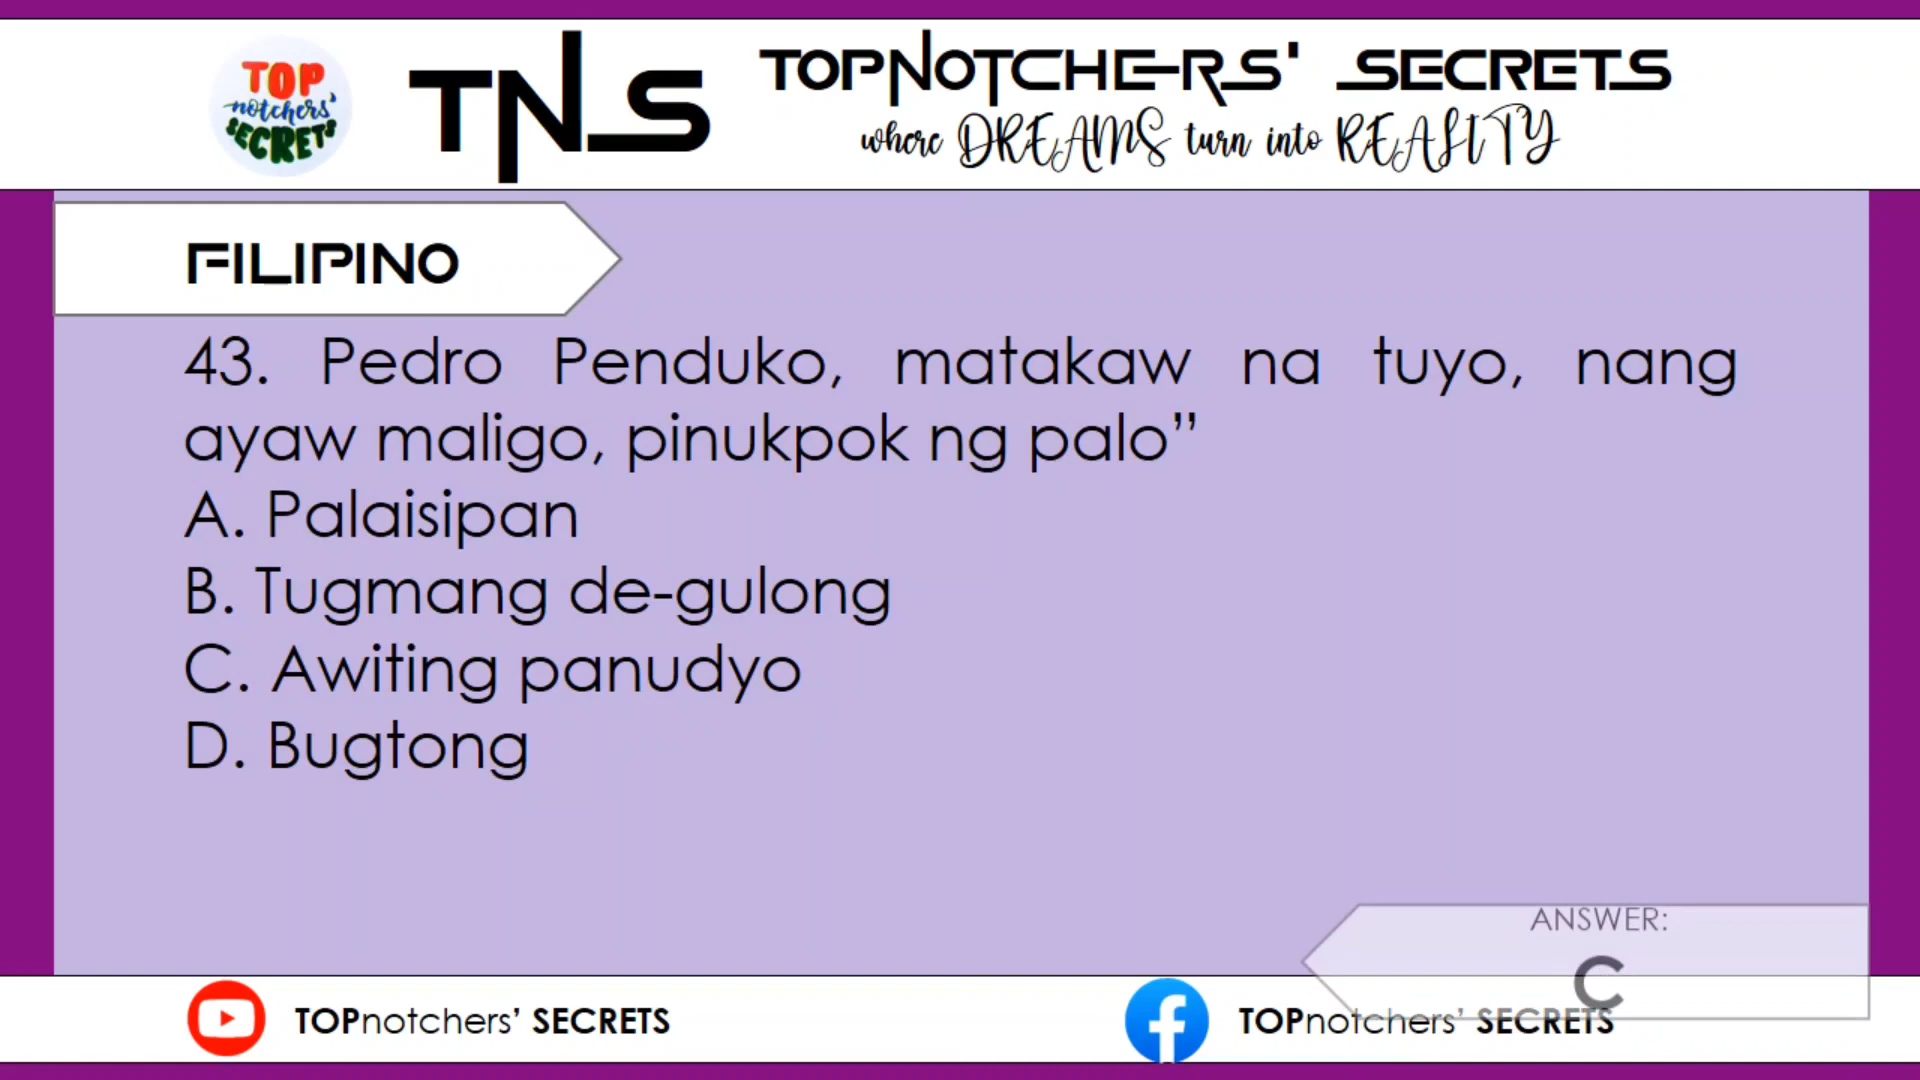 TOP
notchers'
SECRETS
TNS
TOPNOTCHERS' SECRETS
where DREAMS turn into REALITY
FILIPINO
43. Pedro Penduko, matakaw na tuyo, nang
ayaw maligo, pinukpok ng palo”
A. Palaisipan
B. Tugmang de-gulong
C. Awiting panudyo
D. Bugtong
ANSWER:
C
TOPnotchers’ SECRETS
TOPnotchers’ SECRETS